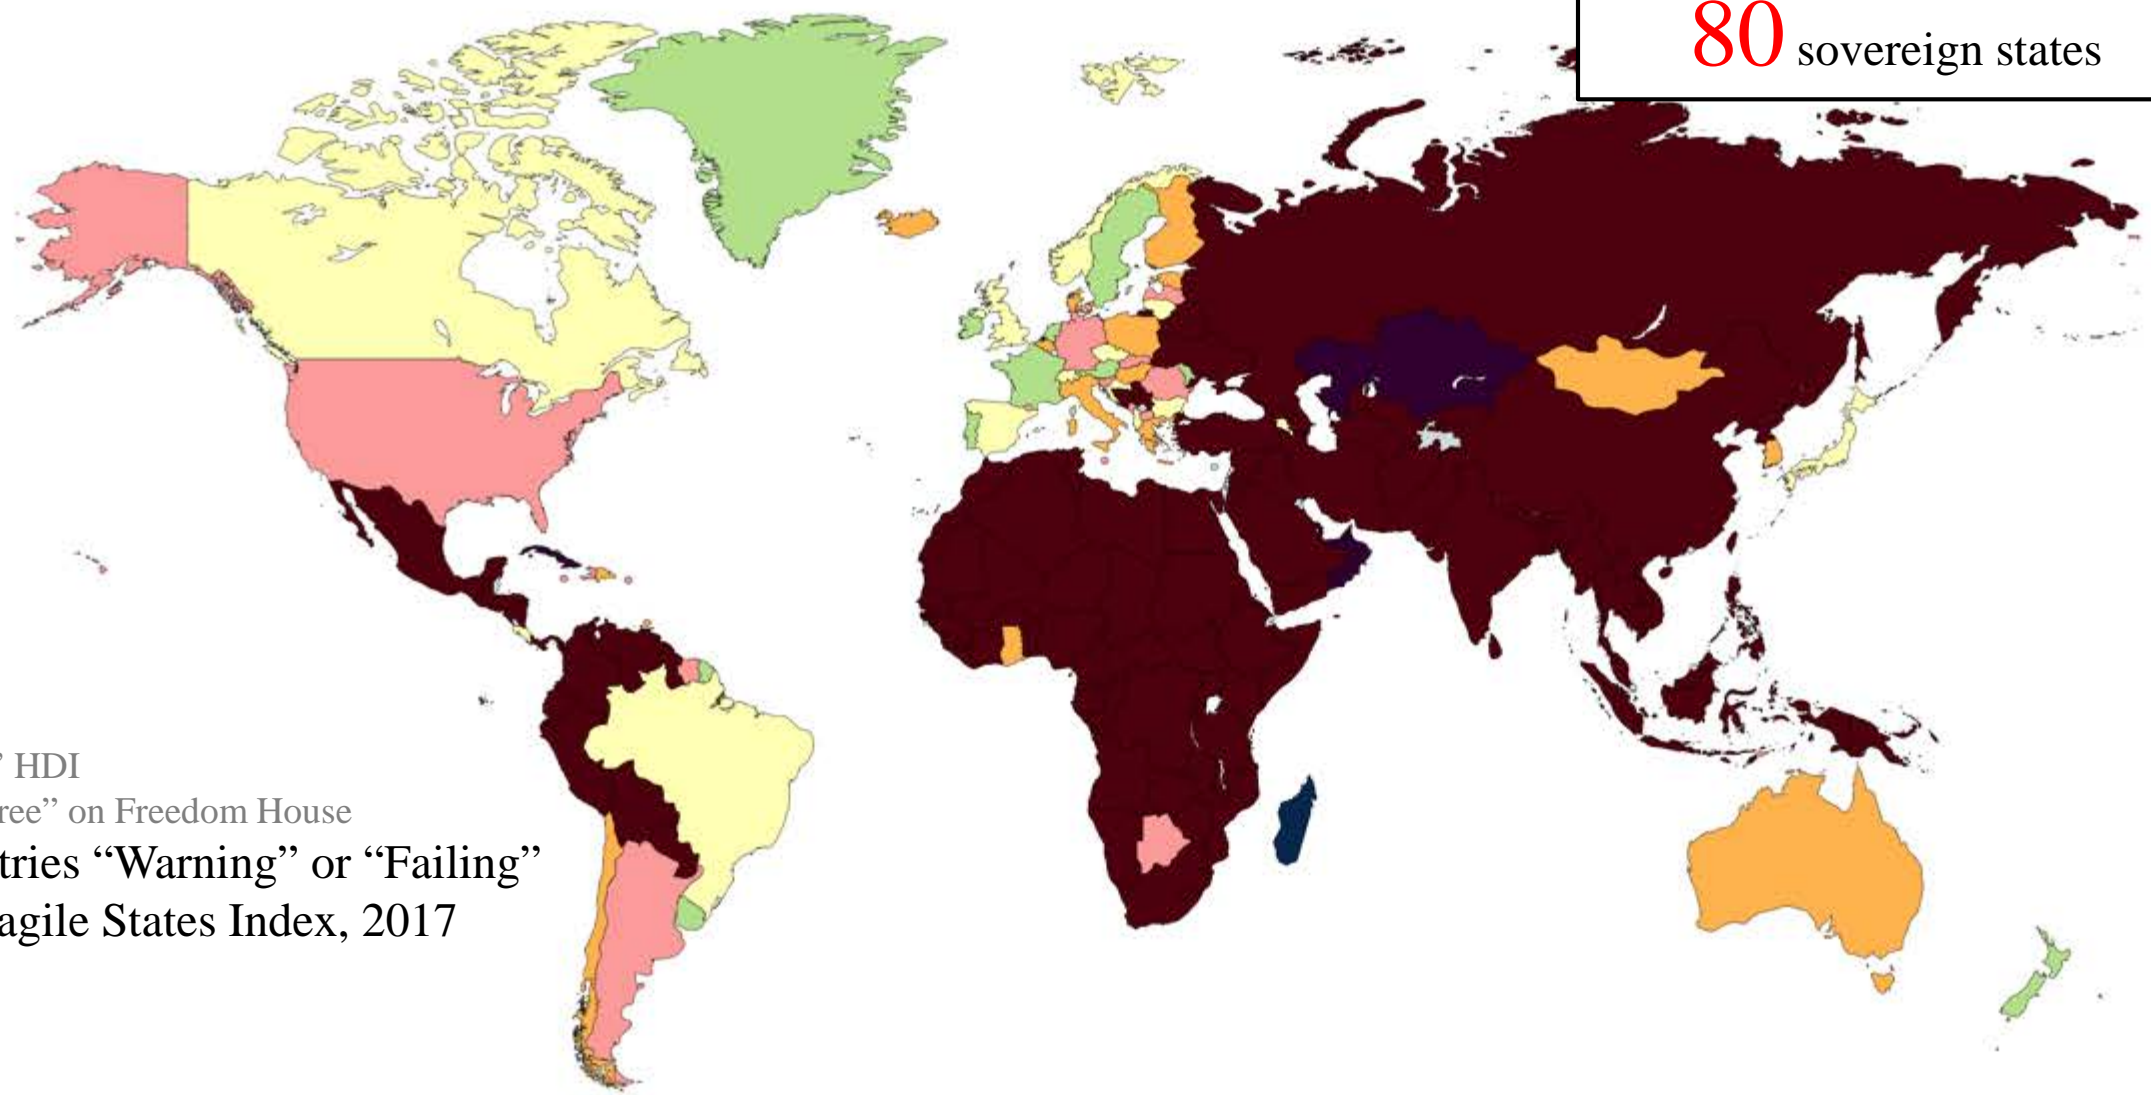 80 sovereign states
” HDI
ree” on Freedom House
tries “Warning” or “Failing”
agile States Index, 2017